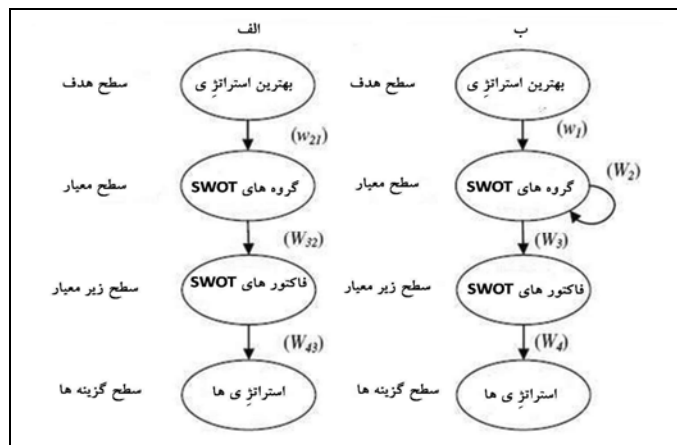 الف
ب
سطح هدف
بهترین استراتژِ ی
سطح هدف
بهترین استراتژِ ی
(w21)
(w1)
سطح معیار
گروه های SWOT
سطح معیار
گروه های SWOT
(W2)
(W32)
(W3)
سطح زیر معیار
فاکتور های SWOT
سطح زیر معیار
فاکتور های SWOT
(W43)
(W4)
سطح گزینه ها
استراتژِ ی ها
سطح گزینه ها
استراتژِ ی ها